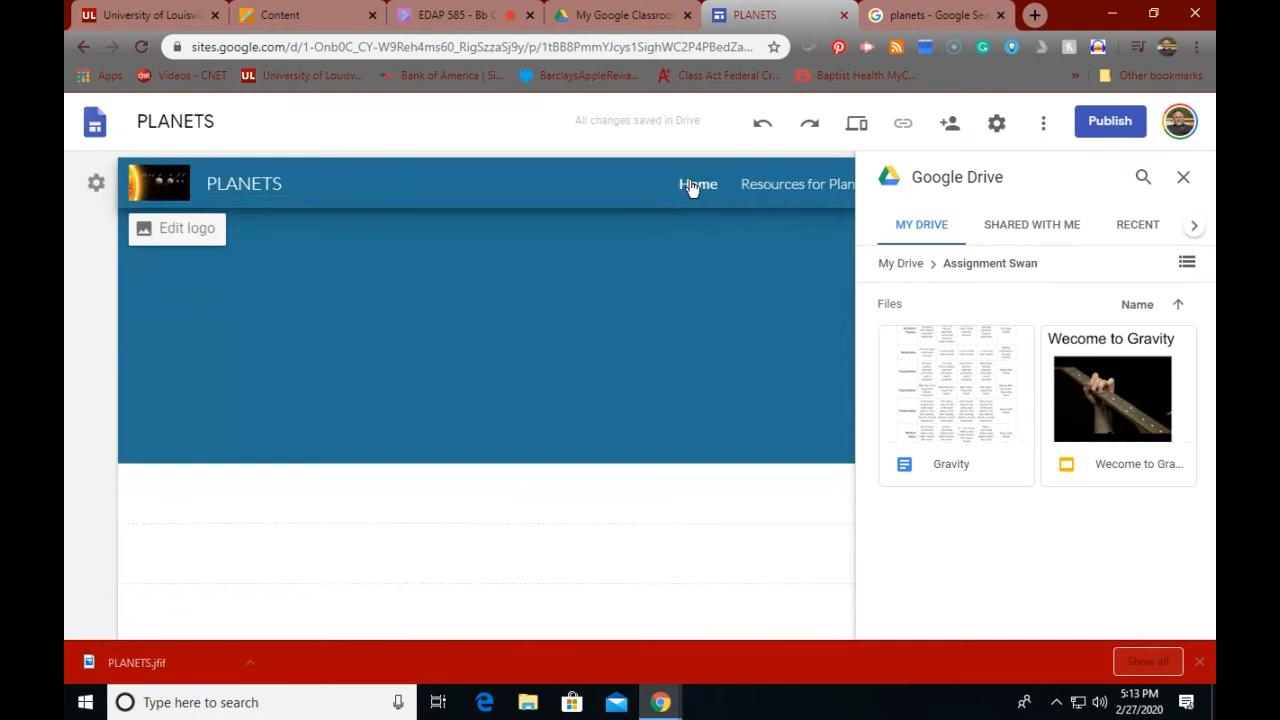 University of Louisvil
Content
EDAP 585 - Bb C
My Google Classroo
PLANETS
planets - Google Sea
sites.google.com/d/1-Onb0C_CY-W9Reh4ms60_RigSzzaSj9y/p/1tBB8PmmYJcys1SighWC2P4PBedZa...
Apps
Videos - CNET
University of Louisv...
Bank of America | Si...
BarclaysAppleRewa...
Class Act Federal Cr...
Baptist Health MyC...
»
Other bookmarks
PLANETS
All changes saved in Drive
Publish
PLANETS
Home
Resources for Plan
Edit logo
Google Drive
MY DRIVE
SHARED WITH ME
RECENT
My Drive > Assignment Swan
Files
Name
Wecome to Gravity
Gravity
Wecome to Gra...
PLANETS.jfif
Show all
Type here to search
5:13 PM
2/27/2020